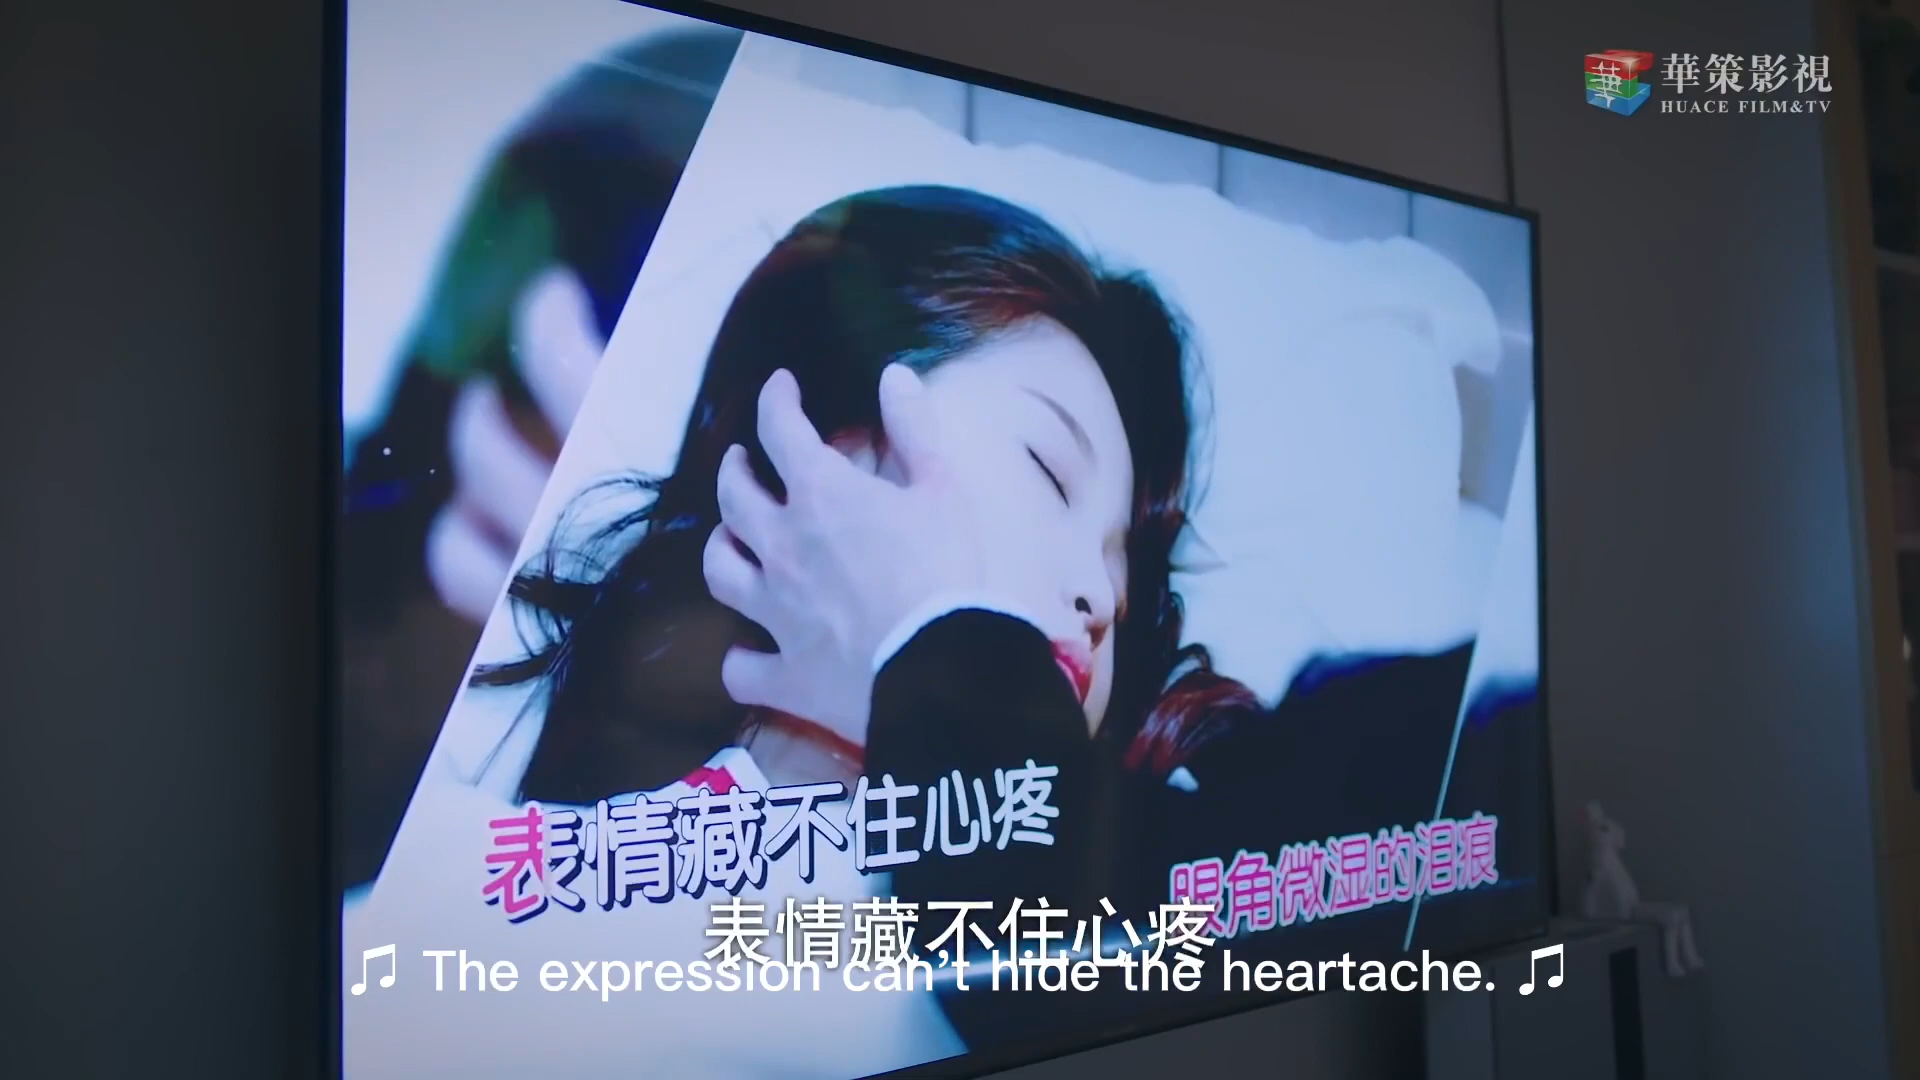 華策影視
HUACE FILM&TV
表情藏不住心疼
眼角微湿的泪痕
表情藏不住心疼
♫ The expression can't hide the heartache. ♫